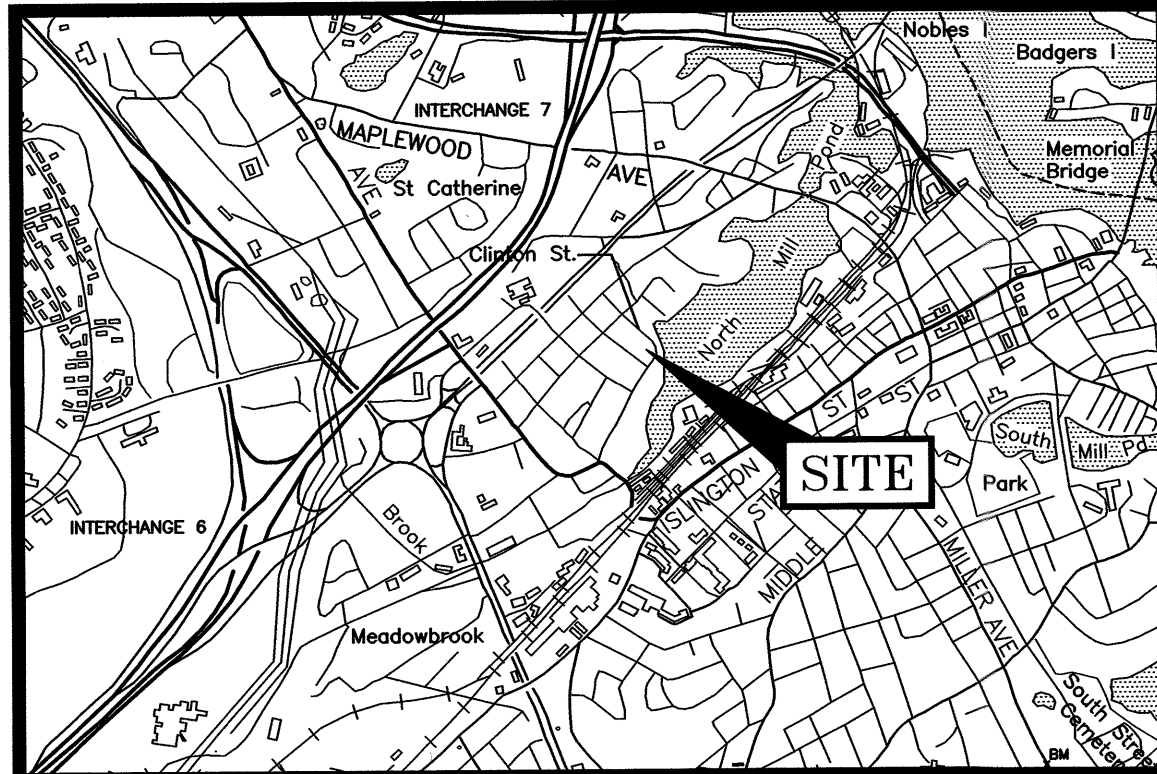 Nobles I
Badgers I
INTERCHANGE 7
MAPLEWOOD
AVE
Memorial
Bridge
Pond
AVE
St Catherine
Clinton St.
Mill
North
ST
ST
South
Mill Pd
SITE
Park
ISLINGTON
STA
INTERCHANGE 6
Brook
MIDDLE
MILLER AVE
Meadowbrook
South Street
Cemetery
BM